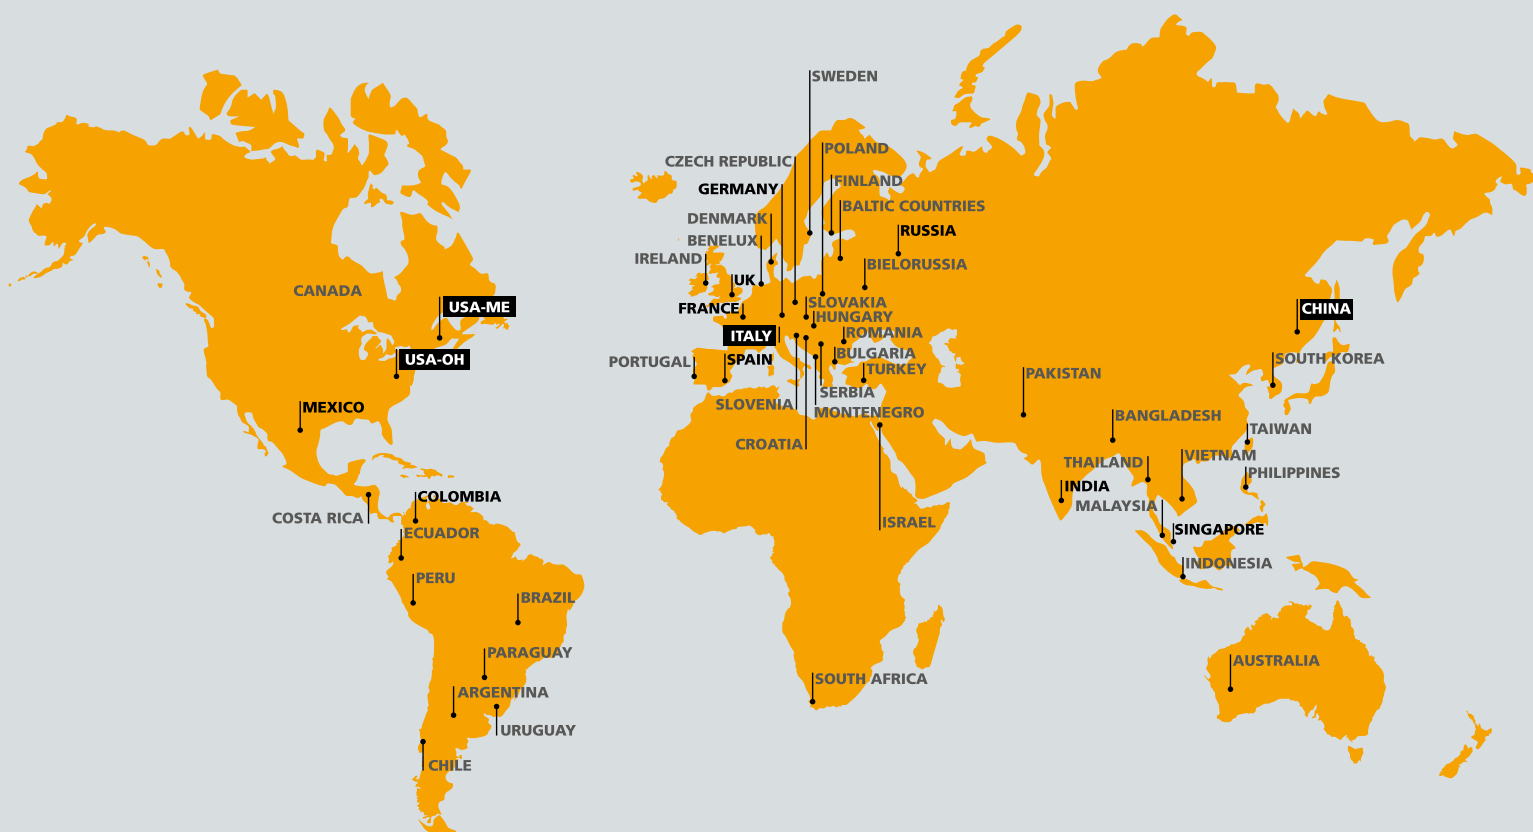 SWEDEN
POLAND
CZECH REPUBLIC
FINLAND
GERMANY
BALTIC COUNTRIES
DENMARK
RUSSIA
BENELUX
IRELAND
BIELORUSSIA
UK
CANADA
SLOVAKIA
USA-ME
FRANCE
CHINA
HUNGARY
ROMANIA
ITALY
BULGARIA
USA-OH
PORTUGAL
SPAIN
SOUTH KOREA
TURKEY
PAKISTAN
SERBIA
SLOVENIA
MEXICO
MONTENEGRO
BANGLADESH
TAIWAN
CROATIA
VIETNAM
THAILAND
PHILIPPINES
INDIA
COLOMBIA
MALAYSIA
COSTA RICA
ISRAEL
SINGAPORE
ECUADOR
INDONESIA
PERU
BRAZIL
PARAGUAY
AUSTRALIA
SOUTH AFRICA
ARGENTINA
URUGUAY
CHILE